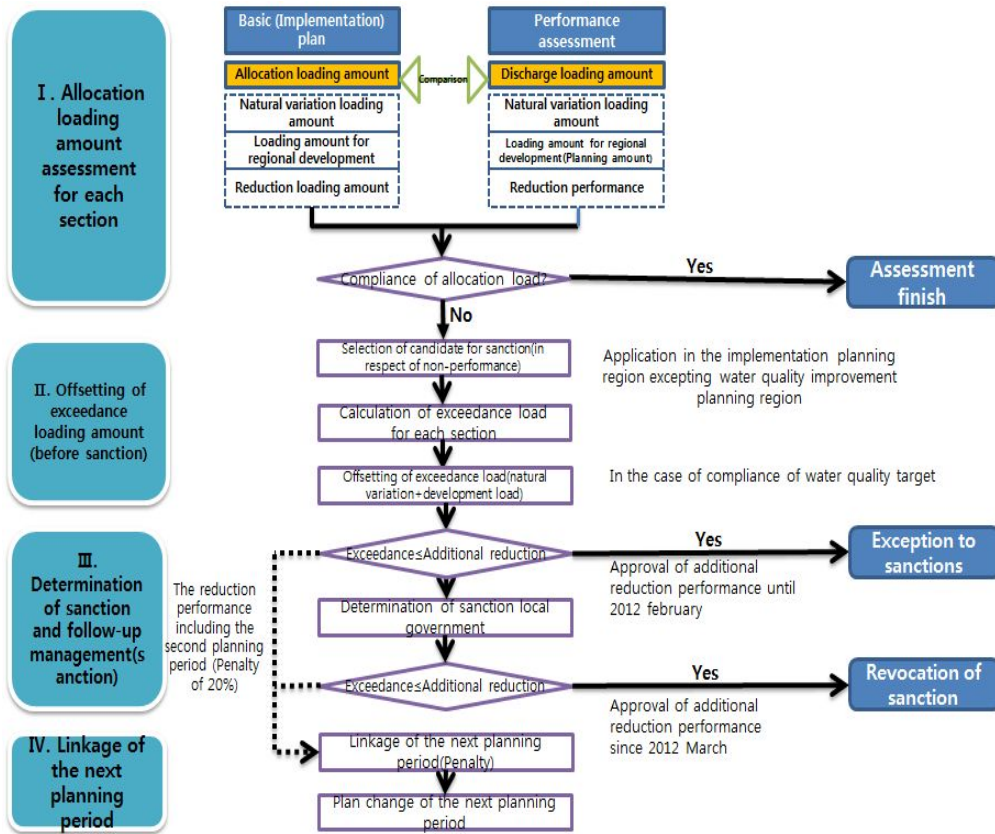 Basic (Implementation)
plan
Performance
assessment
Allocation loading amount
Comparison
Discharge loading amount
Natural variation loading
amount
Loading amount for
regional development
Reduction loading amount
Natural variation loading
amount
Loading amount for regional
development(Planning amount)
Reduction performance
Ⅰ. Allocation
loading
amount
assessment
for each
section
Compliance of allocation load?
Yes
Assessment
finish
No
Ⅱ. Offsetting of
exceedance
loading amount
(before sanction)
Selection of candidate for sanction(in
respect of non-performance)
Application in the implementation planning
region excepting water quality improvement
planning region
Calculation of exceedance load
for each section
Offsetting of exceedance load(natural
variation+development load)
In the case of compliance of water quality target
Ⅲ.
Determination
of sanction
and follow-up
management(s
anction)
The reduction
performance
including the
second planning
period (Penalty
of 20%)
Exceedance≤Additional reduction
Yes
Approval of additional
reduction performance until
2012 february
Exception to
sanctions
Determination of sanction local
government
Exceedance≤Additional reduction
Yes
Approval of additional
reduction performance
since 2012 March
Revocation of
sanction
Ⅳ. Linkage of
the next
planning
period
Linkage of the next planning
period(Penalty)
Plan change of the next planning
period